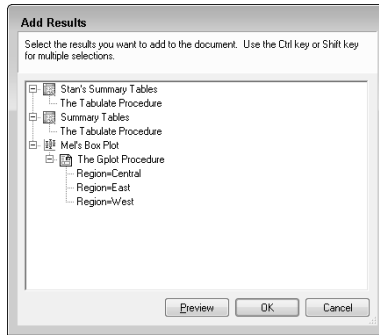 Add Results
Select the results you want to add to the document. Use the Ctrl key or Shift key
for multiple selections.
Stan's Summary Tables
The Tabulate Procedure
Summary Tables
The Tabulate Procedure
Mel's Box Plot
The Gplot Procedure
Region=Central
Region=East
Region=West
Preview
OK
Cancel